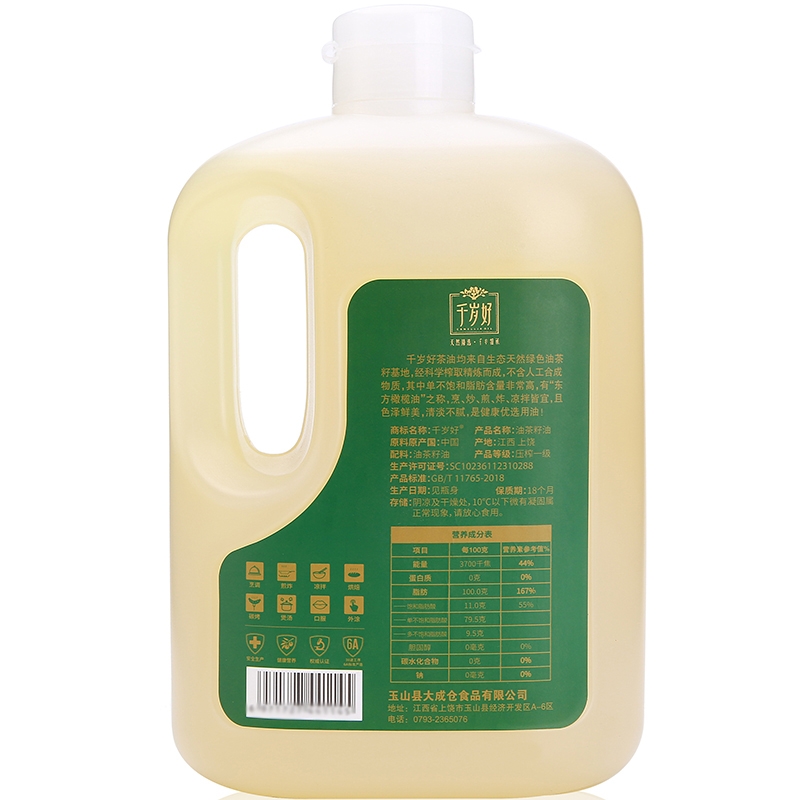 千岁好
天然臻品·千年传承
千岁好茶油均来自生态天然绿色油茶
籽基地,经科学榨取精炼而成,不含人工合成
物质,其中单不饱和脂肪含量非常高,有“东
方橄榄油”之称,烹、炒、煎、炸、凉拌皆宜,且
色泽鲜美,清淡不腻,是健康优选用油!
商标名称:千岁好® 产品名称:油茶籽油
原料原产国:中国 产地:江西 上饶
配料:油茶籽油 产品等级:压榨一级
生产许可证号:SC10236112310288
产品标准:GB/T 11765-2018
生产日期:见瓶身 保质期:18个月
存储:阴凉及干燥处,10℃以下微有凝固属
正常现象,请放心食用。
营养成分表
项目 每100克 营养素参考值%
能量 3700千焦 44%
蛋白质 0克 0%
脂肪 100.0克 167%
——饱和脂肪酸 11.0克 55%
——单不饱和脂肪酸 79.5克
——多不饱和脂肪酸 9.5克
胆固醇 0毫克 0%
碳水化合物 0克 0%
钠 0毫克 0%
烹调 煎炸 凉拌 焗烩
碳烤 煲汤 口服 外涂
安全生产 健康营养 权威认证 6A
玉山县大成仓食品有限公司
地址:江西省上饶市玉山县经济开发区A-6区
电话:0793-2365076